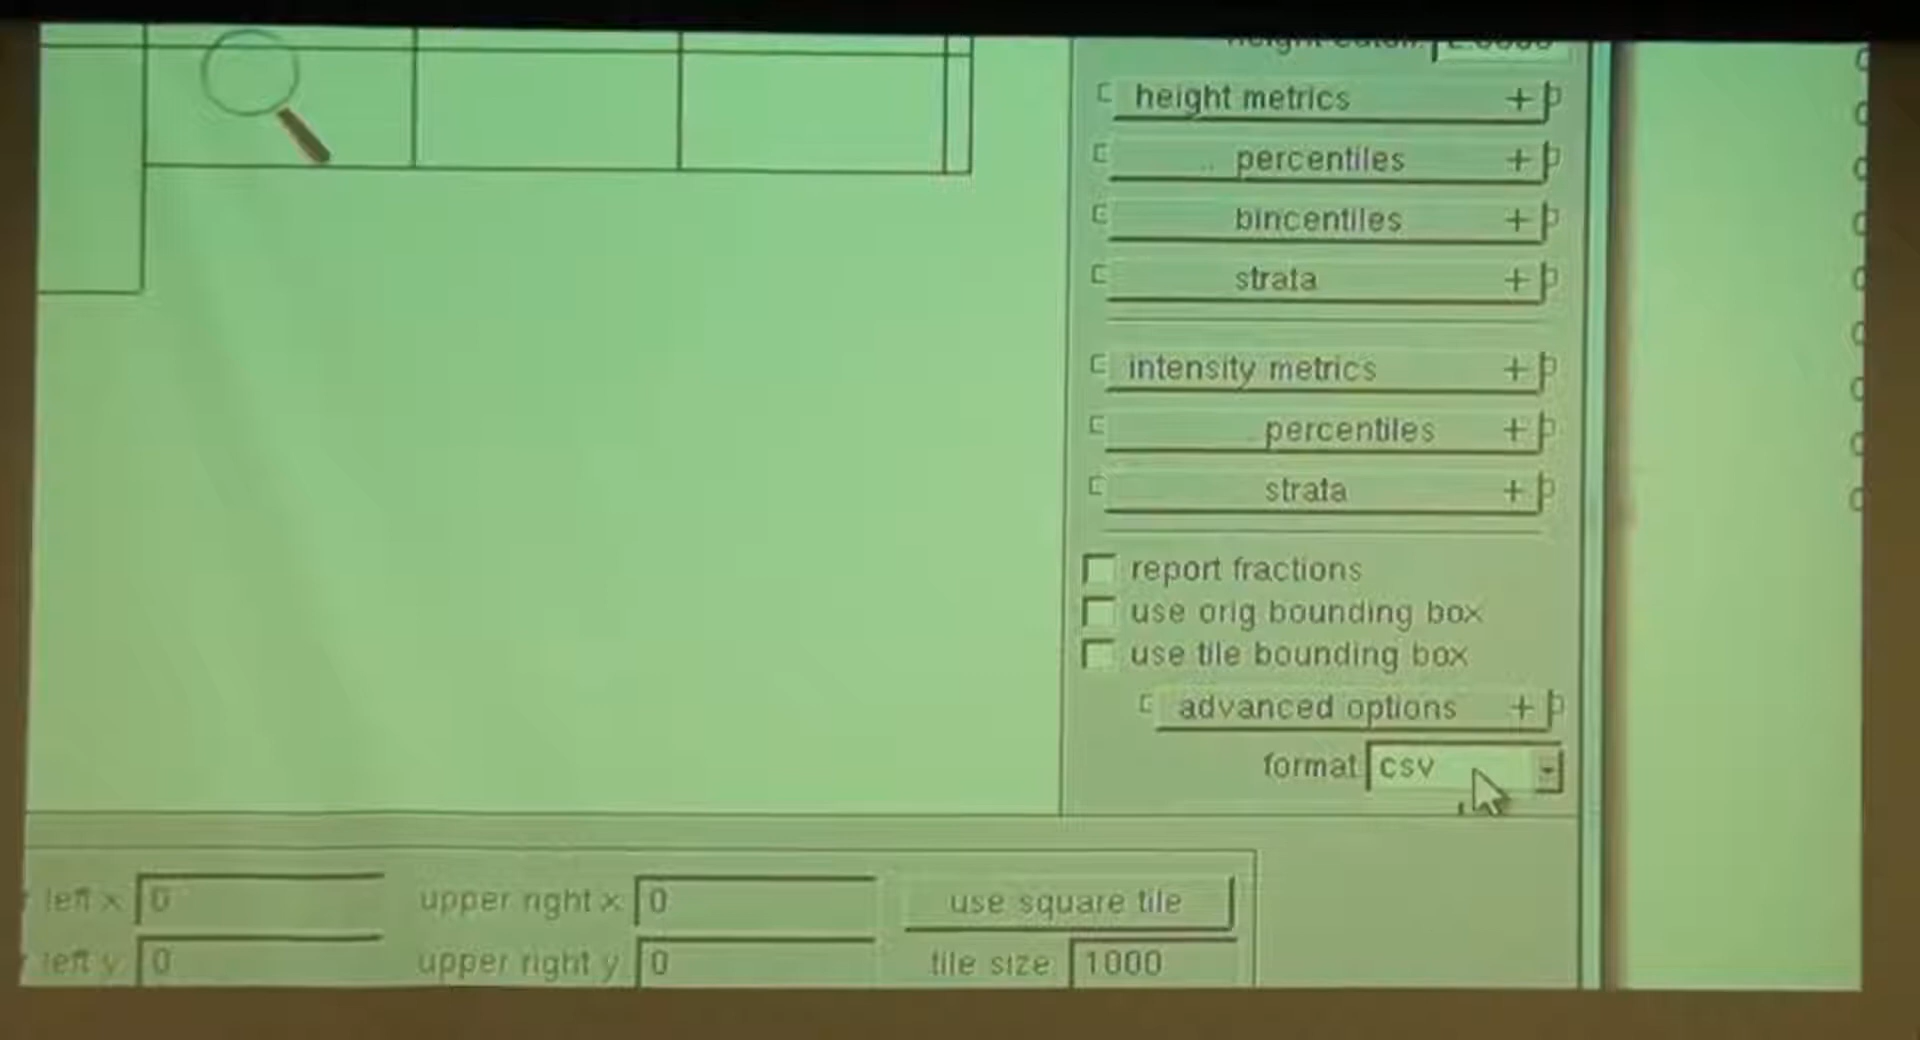 height cutoff:
height metrics +
.. percentiles +
bincentiles +
strata +
intensity metrics +
percentiles +
strata +
report fractions
use orig bounding box
use tile bounding box
advanced options +
format csv
left x 0 upper right x 0 use square tile
left y 0 upper right y 0 tile size 1000